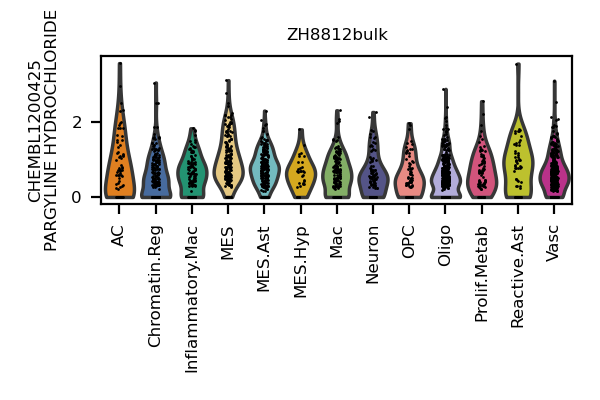 ZH8812bulk
CHEMBL1200425
PARGYLINE HYDROCHLORIDE
2
0
AC
Chromatin.Reg
Inflammatory.Mac
MES
MES.Ast
MES.Hyp
Mac
Neuron
OPC
Oligo
Prolif.Metab
Reactive.Ast
Vasc